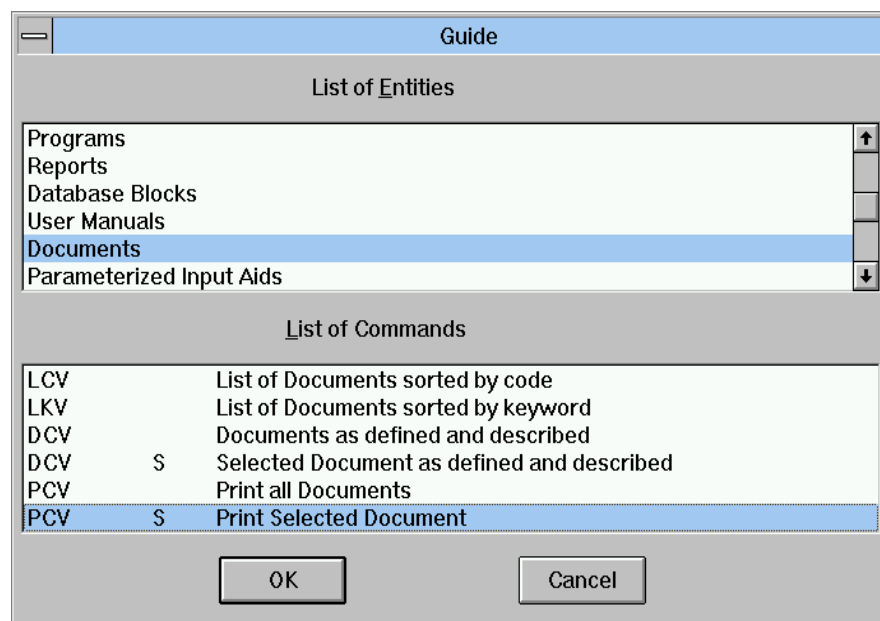 Guide
List of Entities
Programs
Reports
Database Blocks
User Manuals
Documents
Parameterized Input Aids
List of Commands
LCV List of Documents sorted by code
LKV List of Documents sorted by keyword
DCV Documents as defined and described
DCV S Selected Document as defined and described
PCV Print all Documents
PCV S Print Selected Document
OK Cancel